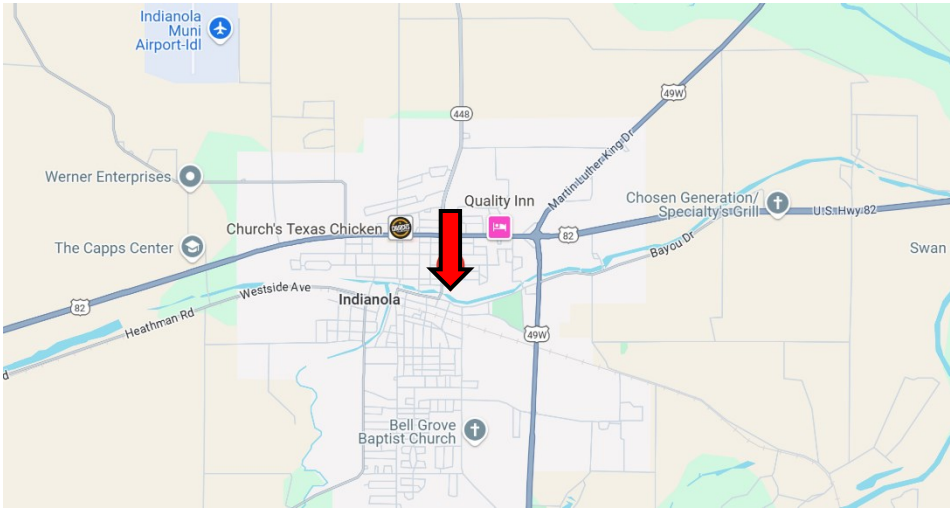 Indianola
Muni
Airport-Idl
448
49W
Martin Luther King Dr
Werner Enterprises
Quality Inn
Chosen Generation/
Specialty's Grill
U.S. Hwy 82
Church's Texas Chicken
82
The Capps Center
Bayou Dr
Swan
Westside Ave
Indianola
82
Heathman Rd
49W
d
Bell Grove
Baptist Church